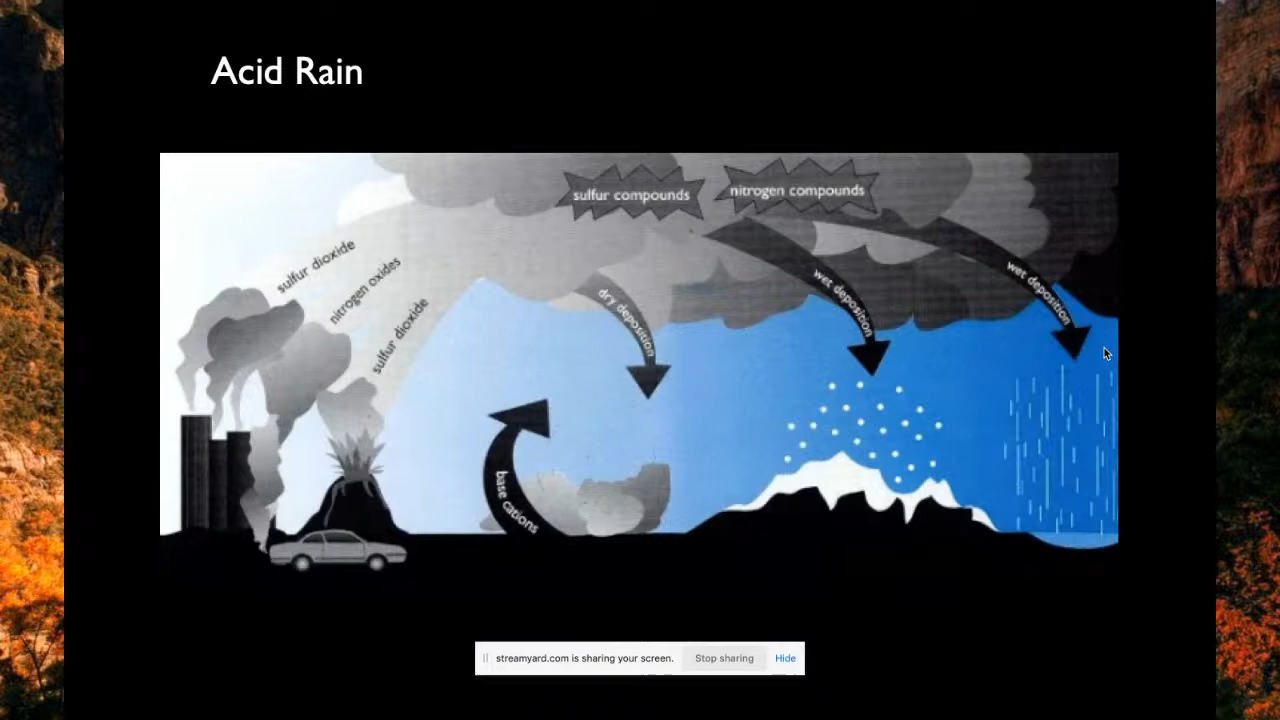 Acid Rain
sulfur compounds
nitrogen compounds
sulfur dioxide
nitrogen oxides
sulfur dioxide
dry deposition
wet deposition
wet deposition
base cations
streamyard.com is sharing your screen.
Stop sharing
Hide